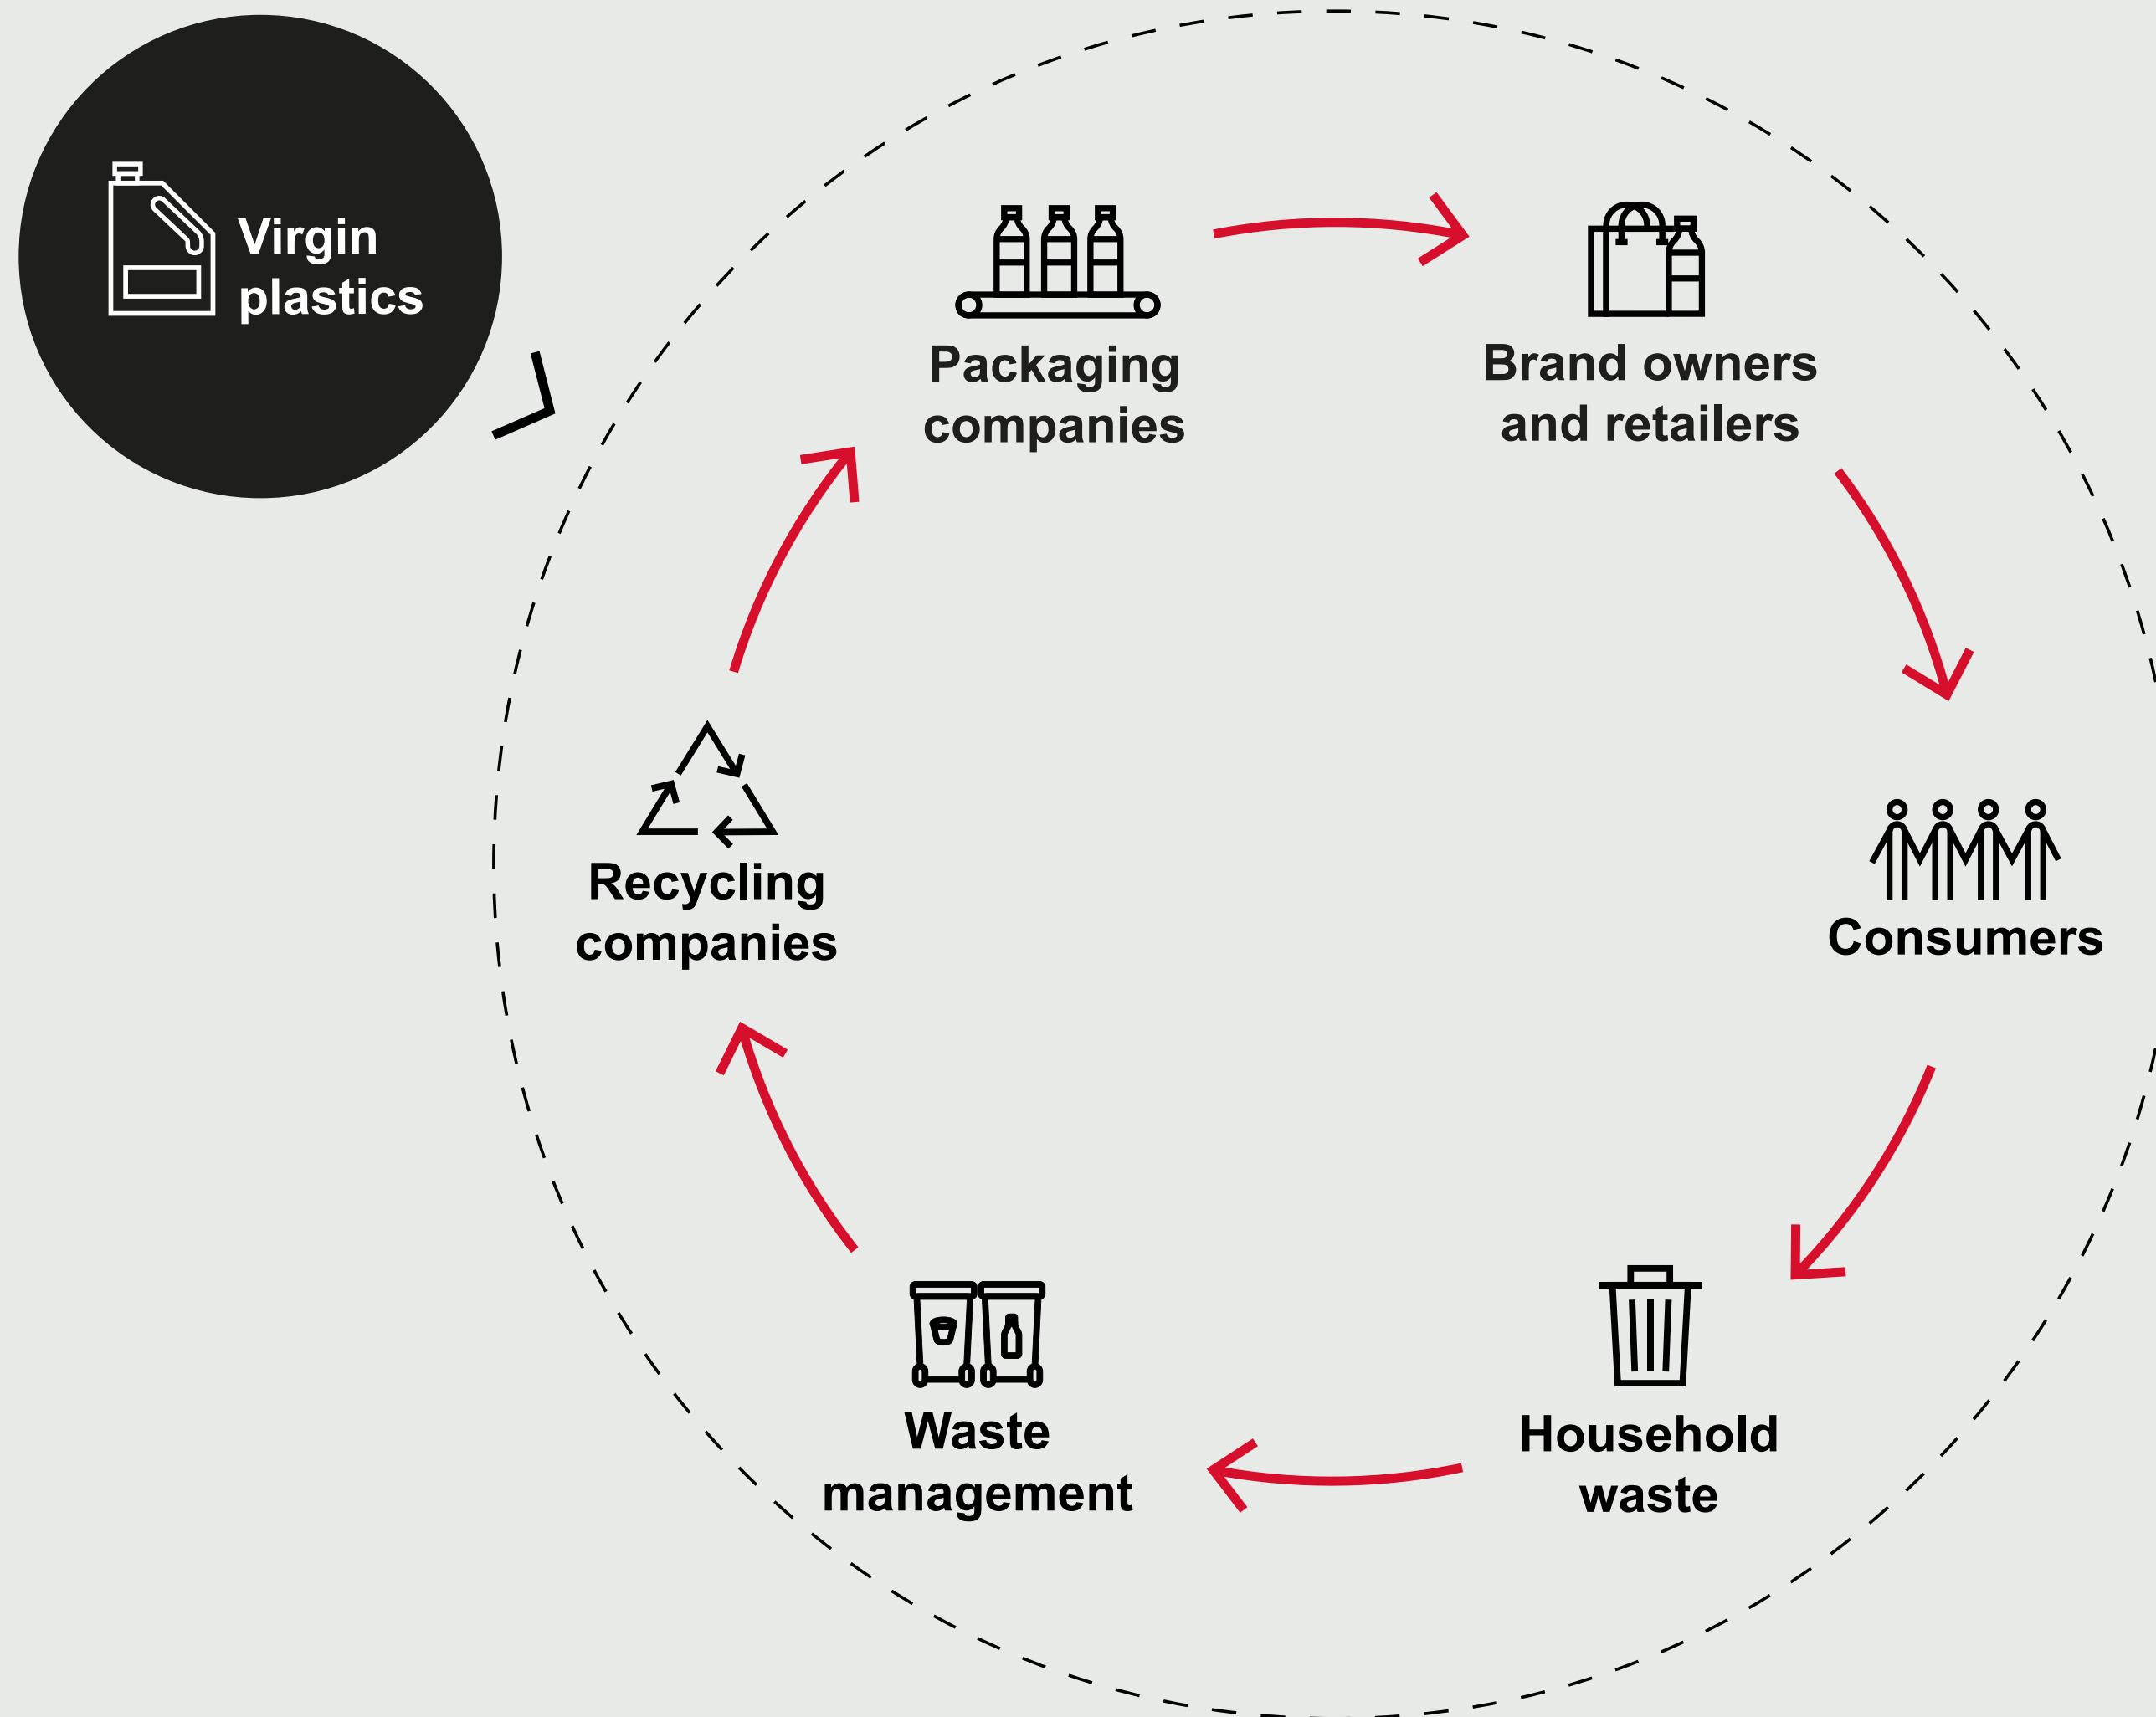 Virgin
plastics
Packaging
companies
Brand owners
and retailers
Consumers
Household
waste
Waste
management
Recycling
companies